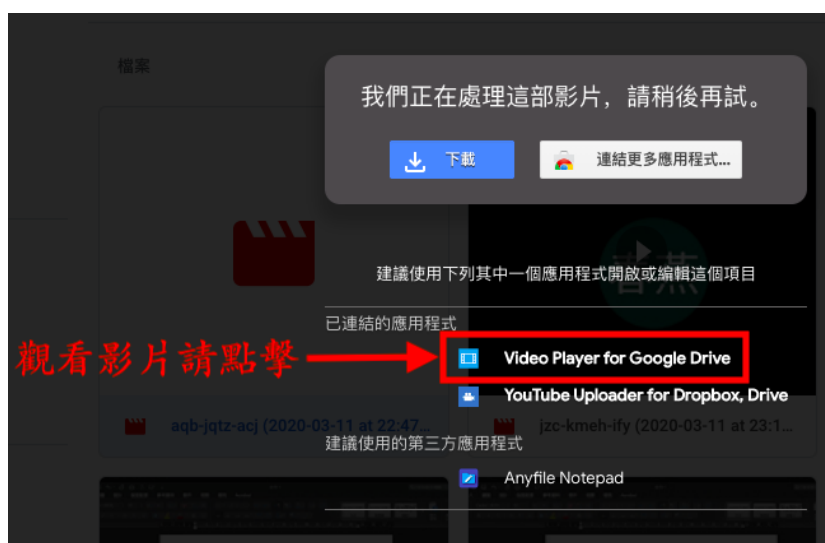 檔案
我們正在處理這部影片，請稍後再試。
下載
連結更多應用程式...
建議使用下列其中一個應用程式開啟或編輯這個項目
書燕
已連結的應用程式
觀看影片請點擊
Video Player for Google Drive
YouTube Uploader for Dropbox, Drive
aqb-jqtz-acj (2020-03-11 at 22:47...
jzc-kmeh-ify (2020-03-11 at 23:1...
建議使用的第三方應用程式
Anyfile Notepad